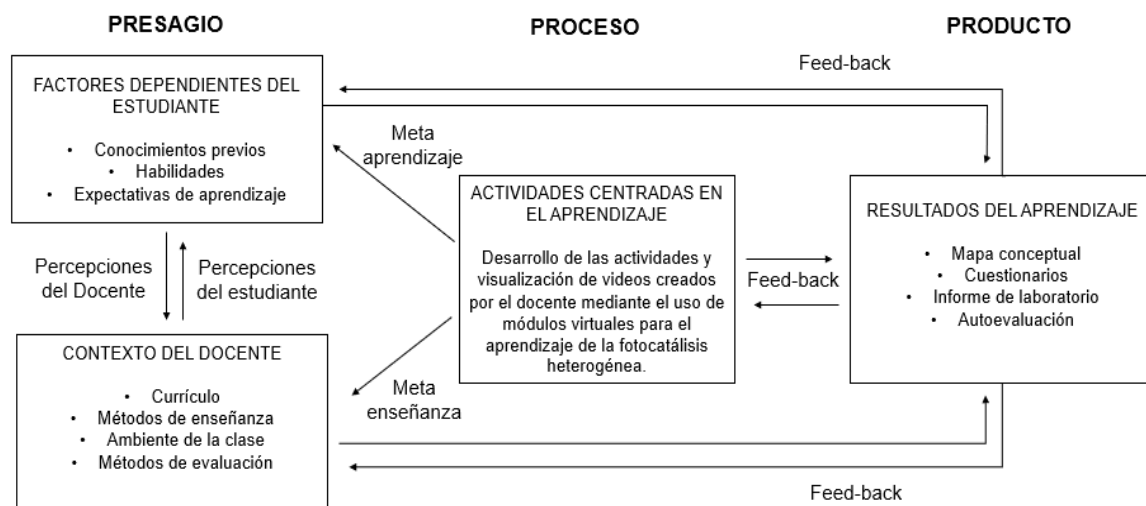 PRESAGIO
PROCESO
PRODUCTO
Feed-back
FACTORES DEPENDIENTES DEL
ESTUDIANTE
• Conocimientos previos
• Habilidades
• Expectativas de aprendizaje
Meta
aprendizaje
ACTIVIDADES CENTRADAS EN
EL APRENDIZAJE
Desarrollo de las actividades y
visualización de videos creados
por el docente mediante el uso de
módulos virtuales para el
aprendizaje de la fotocatálisis
heterogénea.
RESULTADOS DEL APRENDIZAJE
• Mapa conceptual
• Cuestionarios
• Informe de laboratorio
• Autoevaluación
Percepciones
del Docente
Percepciones
del estudiante
Feed-back
CONTEXTO DEL DOCENTE
• Currículo
• Métodos de enseñanza
• Ambiente de la clase
• Métodos de evaluación
Meta
enseñanza
Feed-back